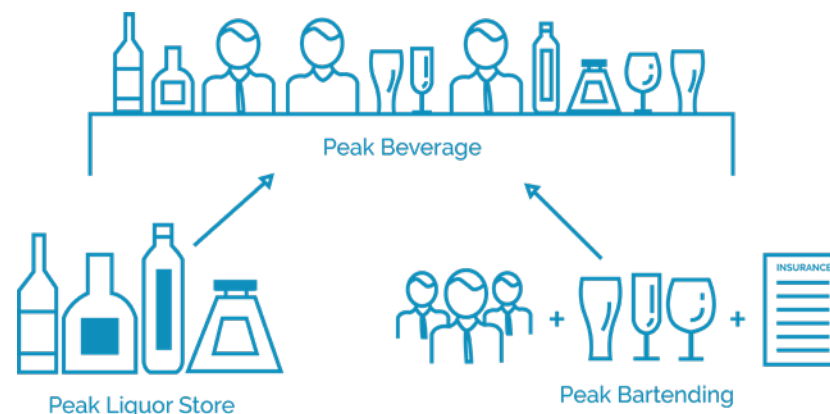 Peak Beverage
INSURANCE
Peak Liquor Store
Peak Bartending